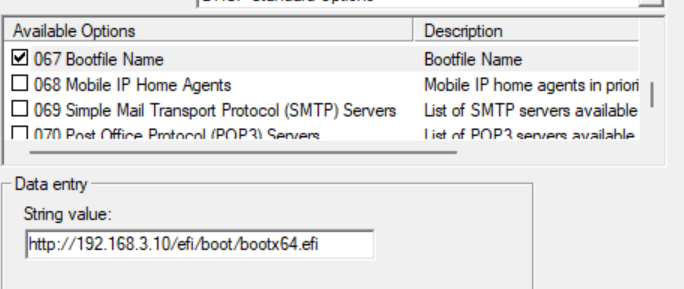 Available Options Description
067 Bootfile Name Bootfile Name
068 Mobile IP Home Agents Mobile IP home agents in priori
069 Simple Mail Transport Protocol (SMTP) Servers List of SMTP servers available
070 Post Office Protocol (POP3) Servers List of POP3 servers available
Data entry
String value:
http://192.168.3.10/efi/boot/bootx64.efi